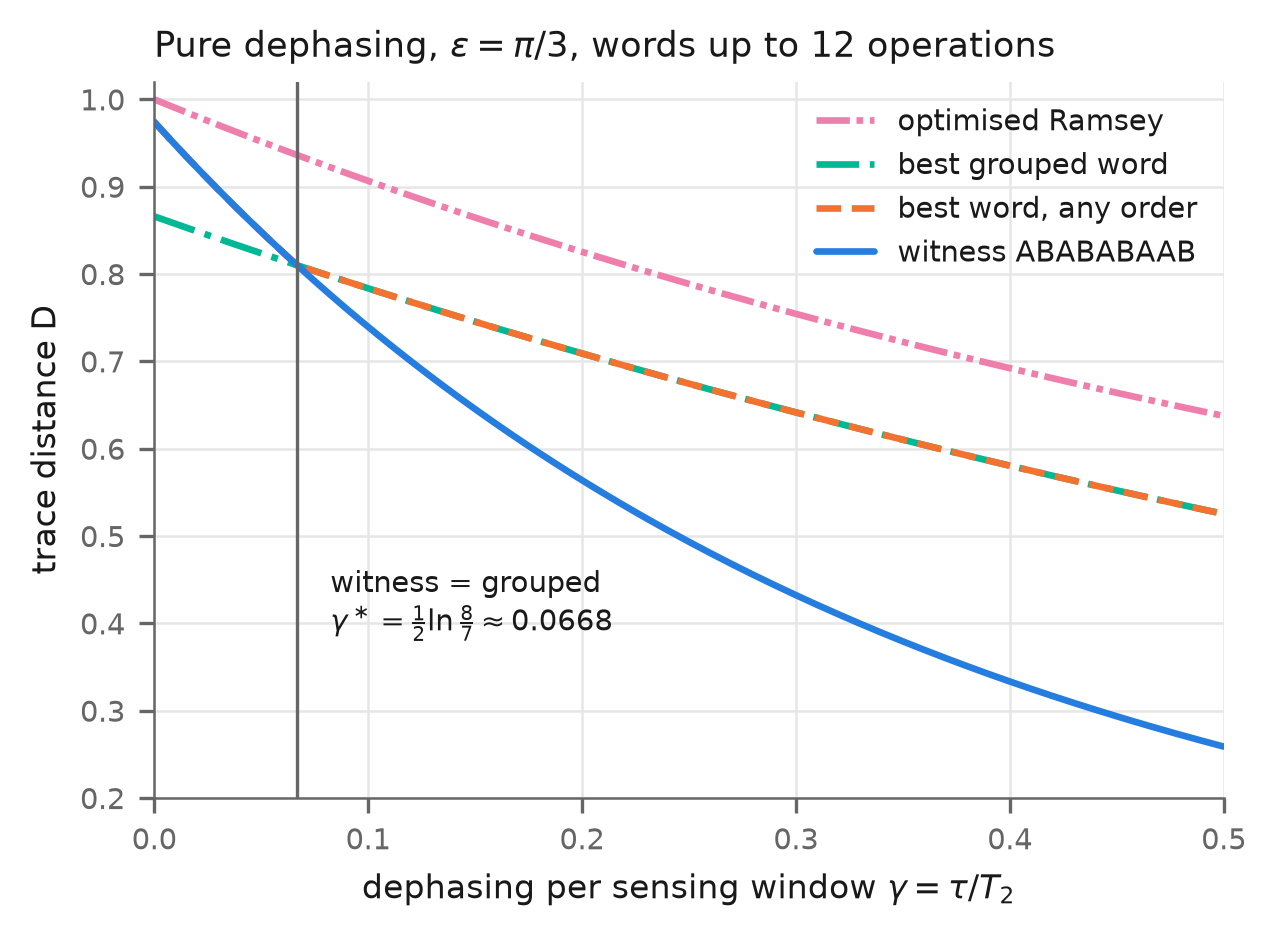 Pure dephasing, ε = π/3, words up to 12 operations
optimised Ramsey
best grouped word
best word, any order
witness ABABABAAB
witness = grouped
γ* = 1/2 ln 8/7 ≈ 0.0668
trace distance D
1.0
0.9
0.8
0.7
0.6
0.5
0.4
0.3
0.2
0.0 0.1 0.2 0.3 0.4 0.5
dephasing per sensing window γ = τ/T₂